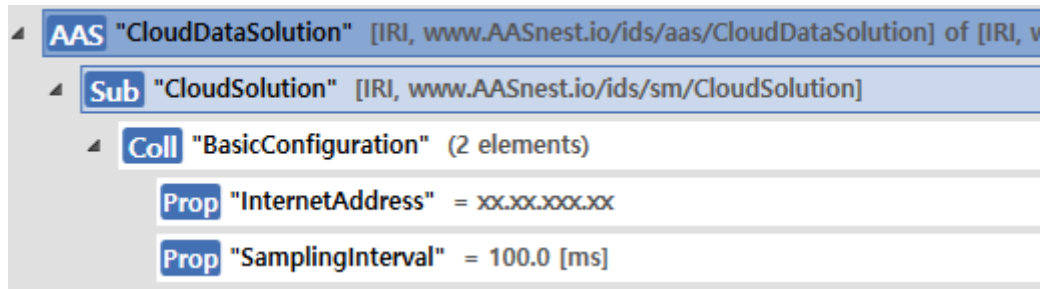 AAS "CloudDataSolution" [IRI, www.AASnest.io/ids/aas/CloudDataSolution] of [IRI,
Sub "CloudSolution" [IRI, www.AASnest.io/ids/sm/CloudSolution]
Coll "BasicConfiguration" (2 elements)
Prop "InternetAddress" = xx.xx.xxx.xx
Prop "SamplingInterval" = 100.0 [ms]